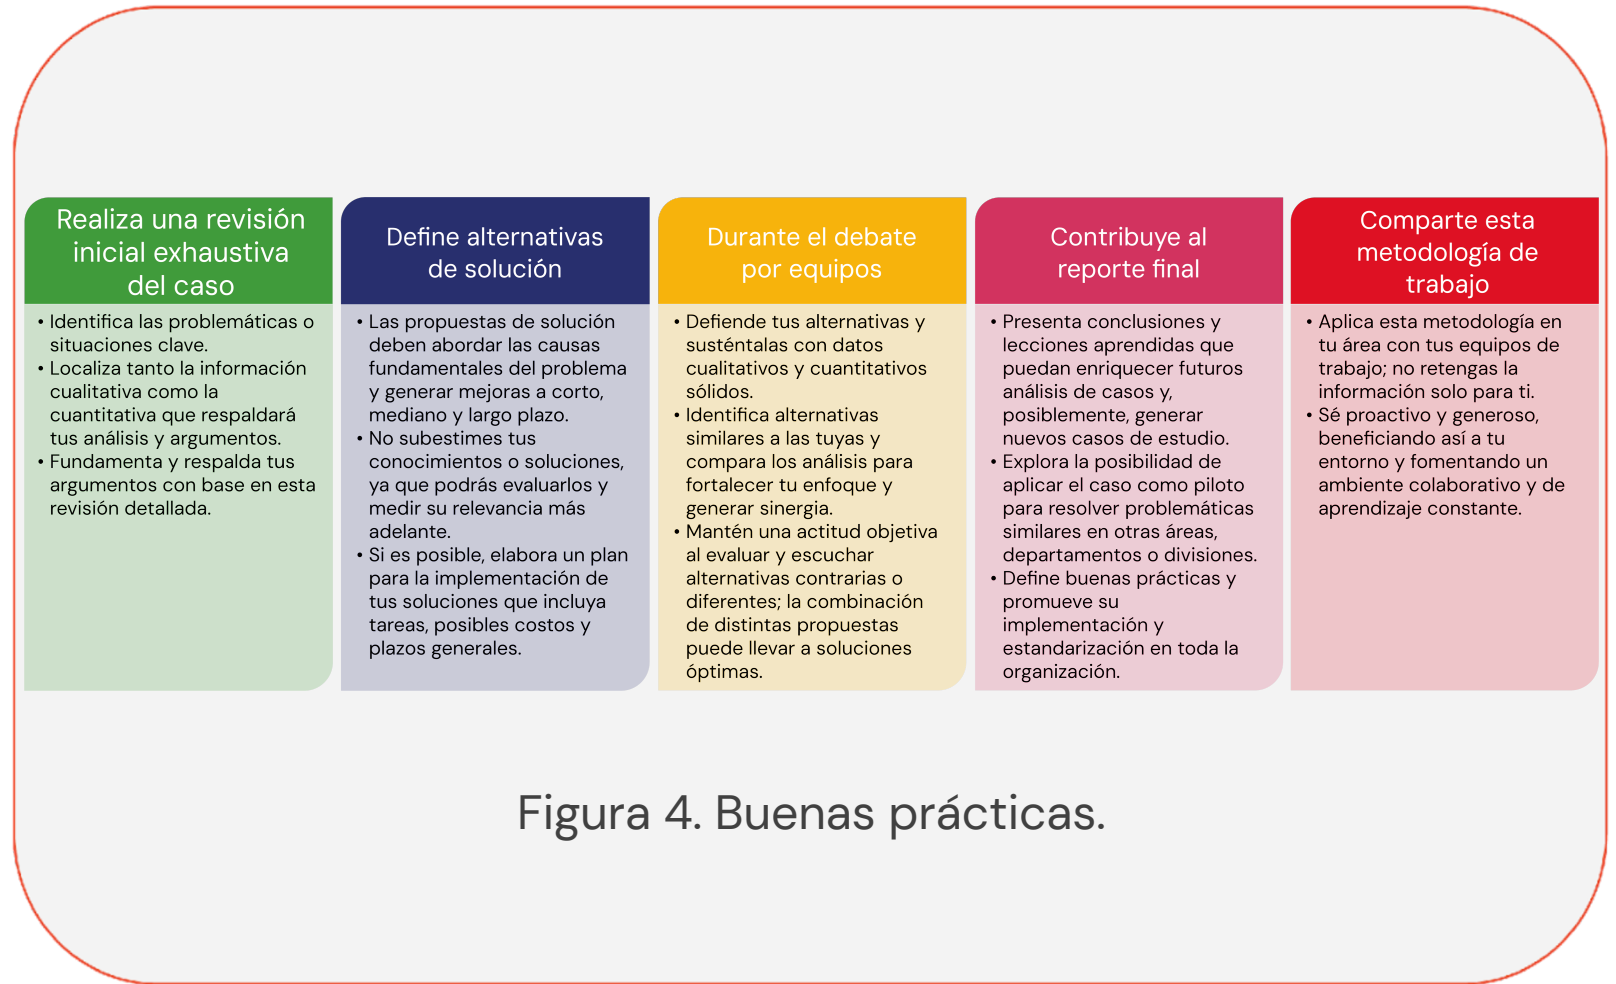 Realiza una revisión
inicial exhaustiva
del caso
• Identifica las problemáticas o
situaciones clave.
• Localiza tanto la información
cualitativa como la
cuantitativa que respaldará
tus análisis y argumentos.
• Fundamenta y respalda tus
argumentos con base en esta
revisión detallada.
Define alternativas
de solución
• Las propuestas de solución
deben abordar las causas
fundamentales del problema
y generar mejoras a corto,
mediano y largo plazo.
• No subestimes tus
conocimientos o soluciones,
ya que podrás evaluarlos y
medir su relevancia más
adelante.
• Si es posible, elabora un plan
para la implementación de
tus soluciones que incluya
tareas, posibles costos y
plazos generales.
Durante el debate
por equipos
• Defiende tus alternativas y
susténtalas con datos
cualitativos y cuantitativos
sólidos.
• Identifica alternativas
similares a las tuyas y
compara los análisis para
fortalecer tu enfoque y
generar sinergia.
• Mantén una actitud objetiva
al evaluar y escuchar
alternativas contrarias o
diferentes; la combinación
de distintas propuestas
puede llevar a soluciones
óptimas.
Contribuye al
reporte final
• Presenta conclusiones y
lecciones aprendidas que
puedan enriquecer futuros
análisis de casos y,
posiblemente, generar
nuevos casos de estudio.
• Explora la posibilidad de
aplicar el caso como piloto
para resolver problemáticas
similares en otras áreas,
departamentos o divisiones.
• Define buenas prácticas y
promueve su
implementación y
estandarización en toda la
organización.
Comparte esta
metodología de
trabajo
• Aplica esta metodología en
tu área con tus equipos de
trabajo; no retengas la
información solo para ti.
• Sé proactivo y generoso,
beneficiando así a tu
entorno y fomentando un
ambiente colaborativo y de
aprendizaje constante.
Figura 4. Buenas prácticas.